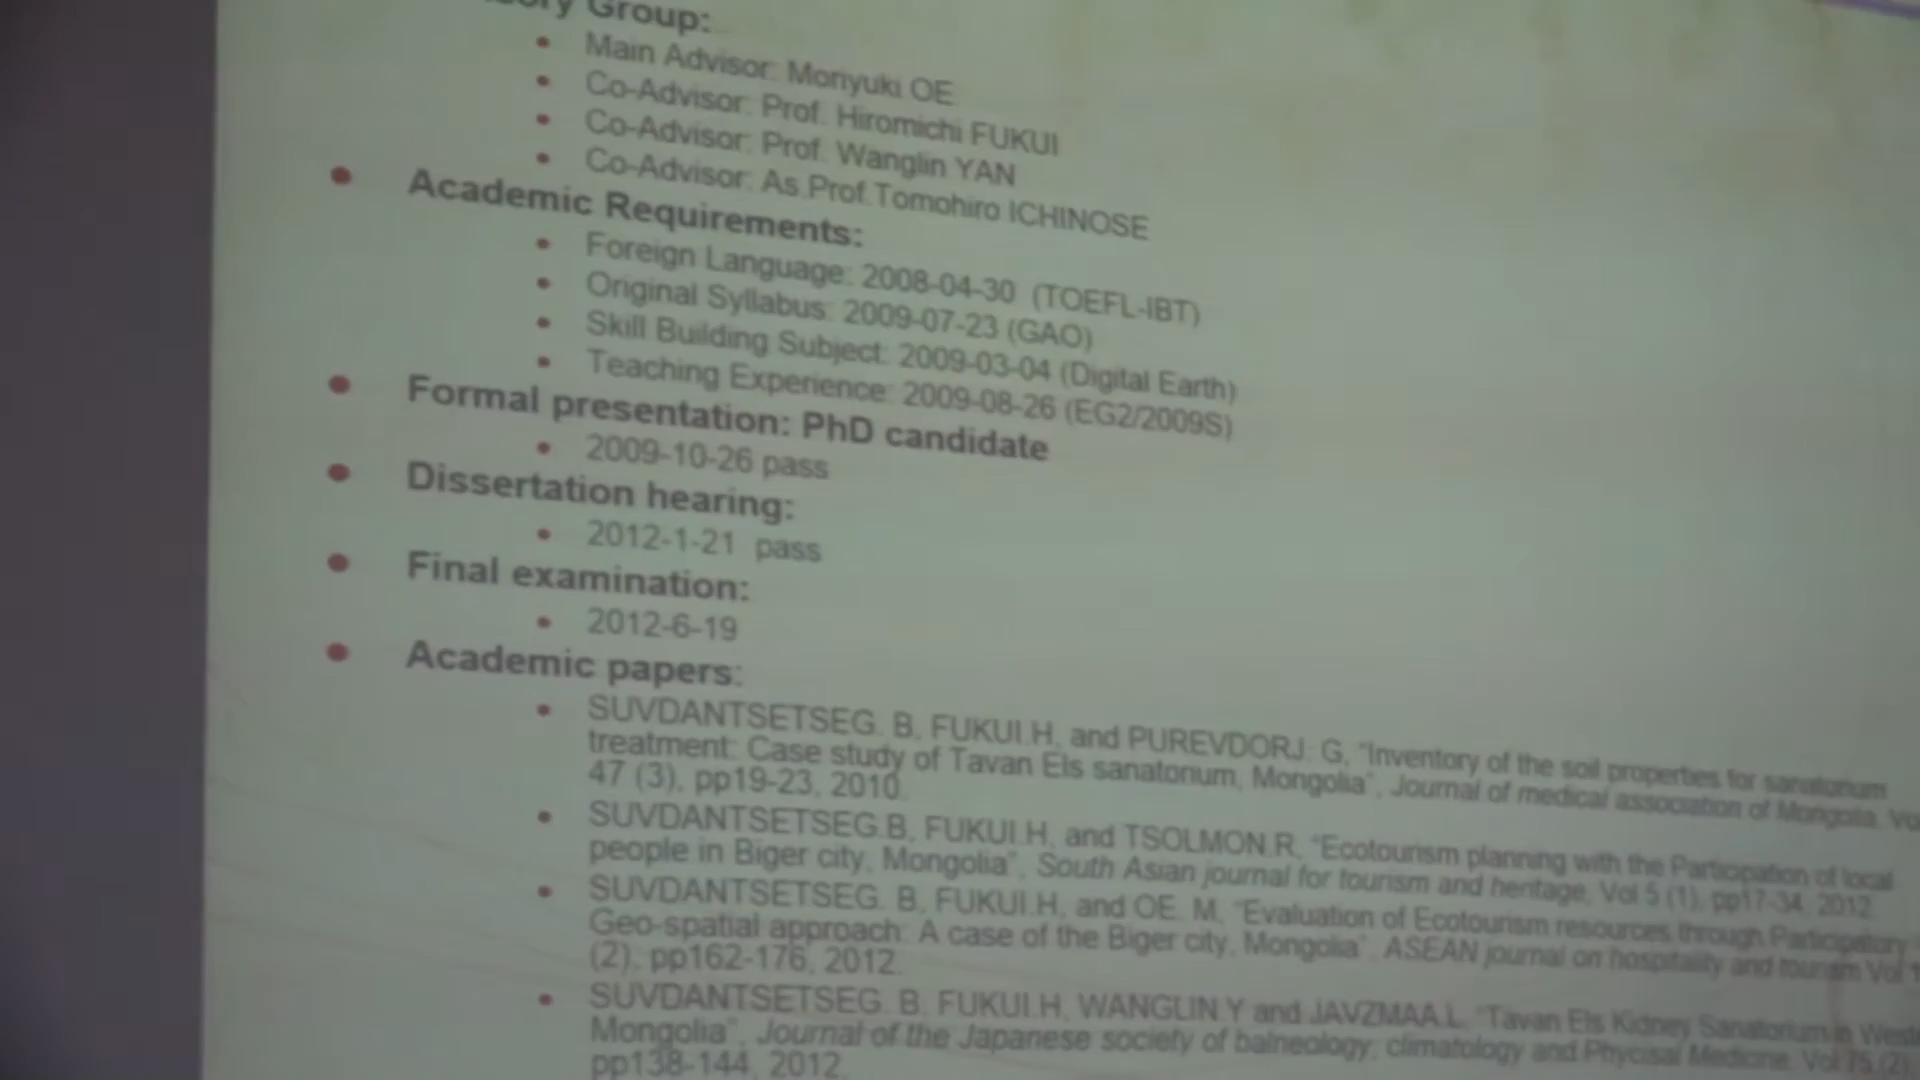 Group:
Main Advisor: Moriyuki OE
Co-Advisor: Prof. Hiromichi FUKUI
Co-Advisor: Prof. Wanglin YAN
Co-Advisor: As.Prof.Tomohiro ICHINOSE
Academic Requirements:
Foreign Language: 2008-04-30 (TOEFL-IBT)
Original Syllabus: 2009-07-23 (GAO)
Skill Building Subject: 2009-03-04 (Digital Earth)
Teaching Experience: 2009-08-26 (EG2/2009S)
Formal presentation: PhD candidate
2009-10-26 pass
Dissertation hearing:
2012-1-21 pass
Final examination:
2012-6-19
Academic papers:
SUVDANTSETSEG. B, FUKUI.H, and PUREVDORJ. G, "Inventory of the soil properties for sanatorium
treatment: Case study of Tavan Els sanatorium, Mongolia", Journal of medical association of Mongolia.
47 (3), pp19-23, 2010.
SUVDANTSETSEG.B, FUKUI.H, and TSOLMON.R, "Ecotourism planning with the Participation of local
people in Biger city, Mongolia", South Asian journal for tourism and heritage, Vol 5 (1), pp17-34, 2012
SUVDANTSETSEG. B, FUKUI.H, and OE. M, "Evaluation of Ecotourism resources through Participatory
Geo-spatial approach: A case of the Biger city, Mongolia", ASEAN journal on hospitality and tourism Vol
(2), pp162-176, 2012.
SUVDANTSETSEG. B, FUKUI.H, WANGLIN.Y and JAVZMAA.L. "Tavan Els Kidney Sanatorium in
Mongolia", Journal of the Japanese society of balneology, climatology and Phycisal Medicine. Vol 75 (2),
pp138-144, 2012.